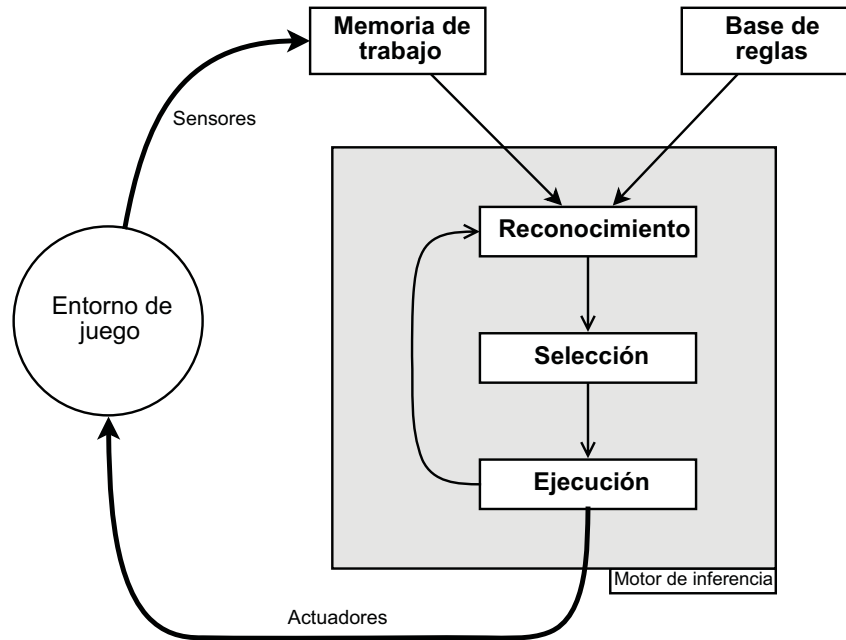 Memoria de
trabajo
Base de
reglas
Sensores
Reconocimiento
Entorno de
juego
Selección
Ejecución
Motor de inferencia
Actuadores